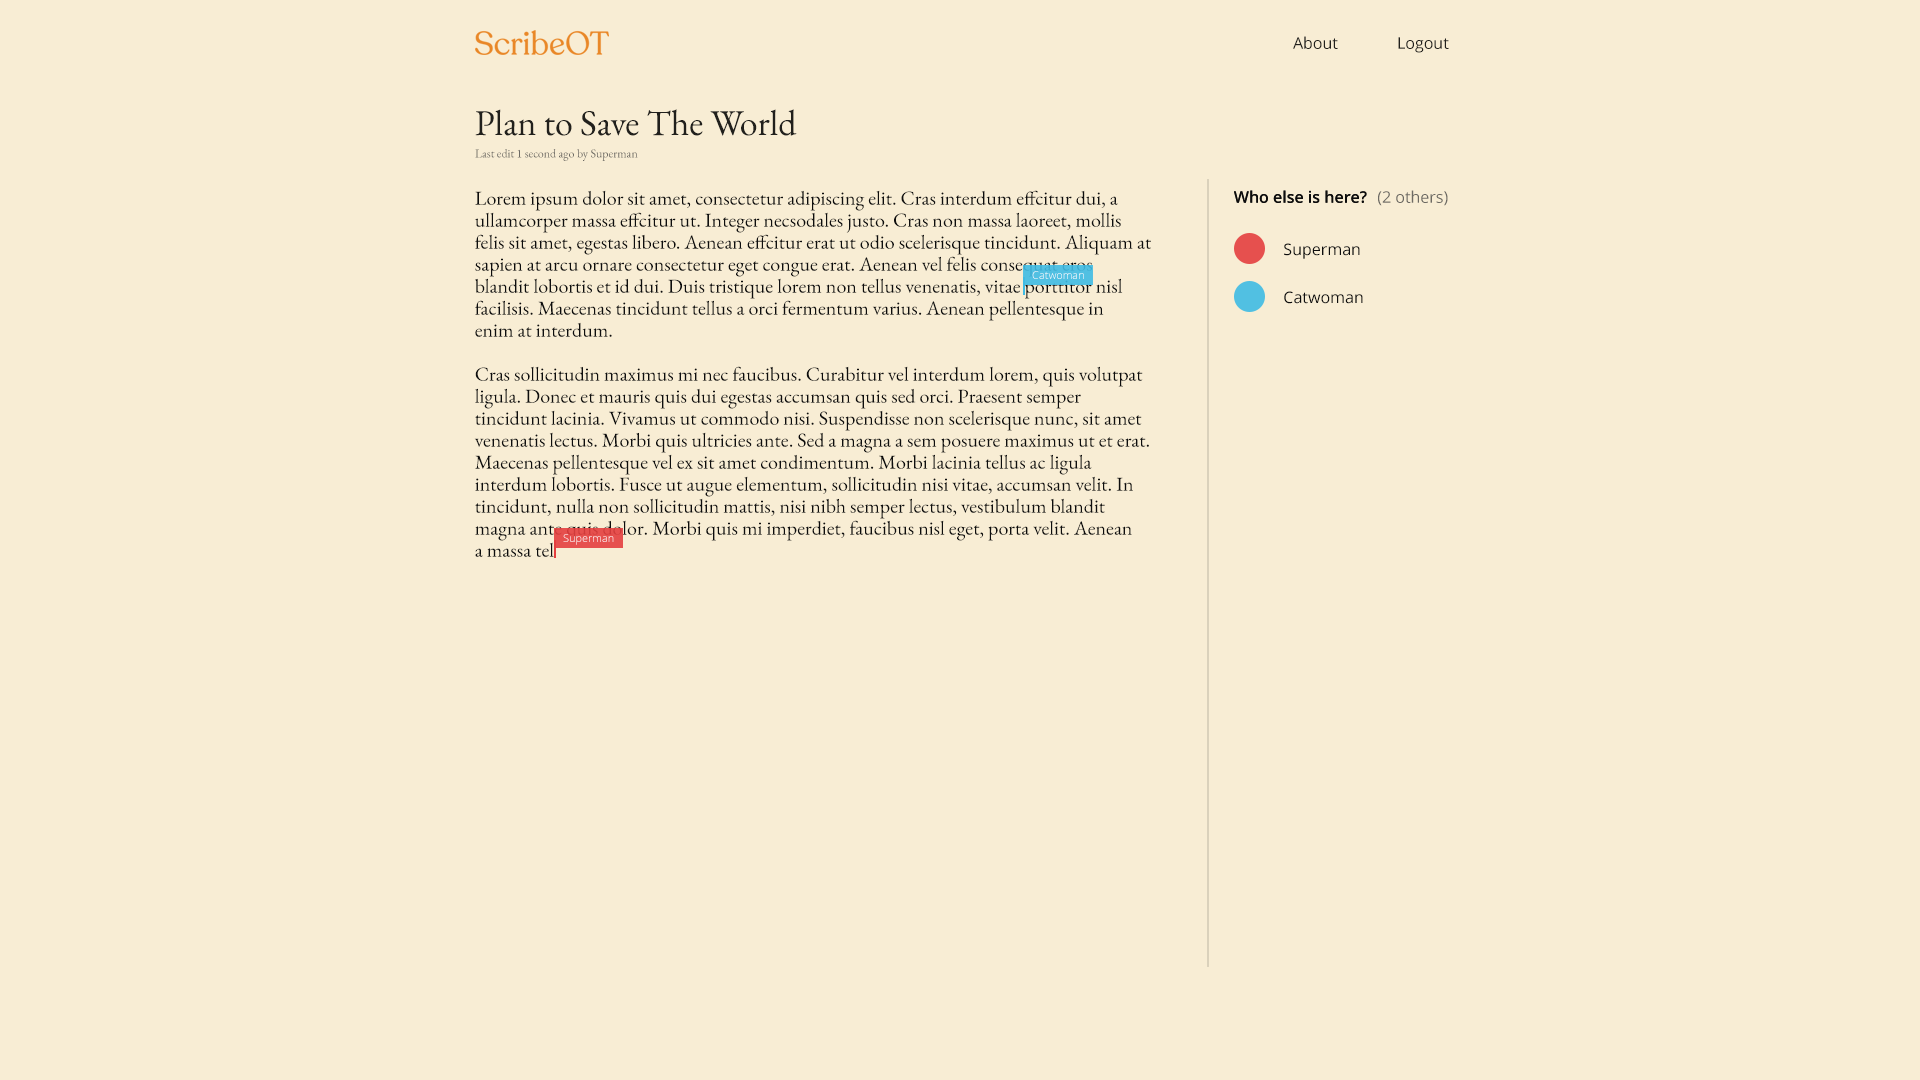 ScribeOT
About
Logout
Plan to Save The World
Last edit 1 second ago by Superman
Lorem ipsum dolor sit amet, consectetur adipiscing elit. Cras interdum effcitur dui, a
ullamcorper massa effcitur ut. Integer necsodales justo. Cras non massa laoreet, mollis
felis sit amet, egestas libero. Aenean effcitur erat ut odio scelerisque tincidunt. Aliquam at
sapien at arcu ornare consectetur eget congue erat. Aenean vel felis consequat eros
Catwoman
blandit lobortis et id dui. Duis tristique lorem non tellus venenatis, vitae porttitor nisl
facilisis. Maecenas tincidunt tellus a orci fermentum varius. Aenean pellentesque in
enim at interdum.
Cras sollicitudin maximus mi nec faucibus. Curabitur vel interdum lorem, quis volutpat
ligula. Donec et mauris quis dui egestas accumsan quis sed orci. Praesent semper
tincidunt lacinia. Vivamus ut commodo nisi. Suspendisse non scelerisque nunc, sit amet
venenatis lectus. Morbi quis ultricies ante. Sed a magna a sem posuere maximus ut et erat.
Maecenas pellentesque vel ex sit amet condimentum. Morbi lacinia tellus ac ligula
interdum lobortis. Fusce ut augue elementum, sollicitudin nisi vitae, accumsan velit. In
tincidunt, nulla non sollicitudin mattis, nisi nibh semper lectus, vestibulum blandit
magna ante quis dolor. Morbi quis mi imperdiet, faucibus nisl eget, porta velit. Aenean
Superman
a massa tel
Who else is here? (2 others)
Superman
Catwoman